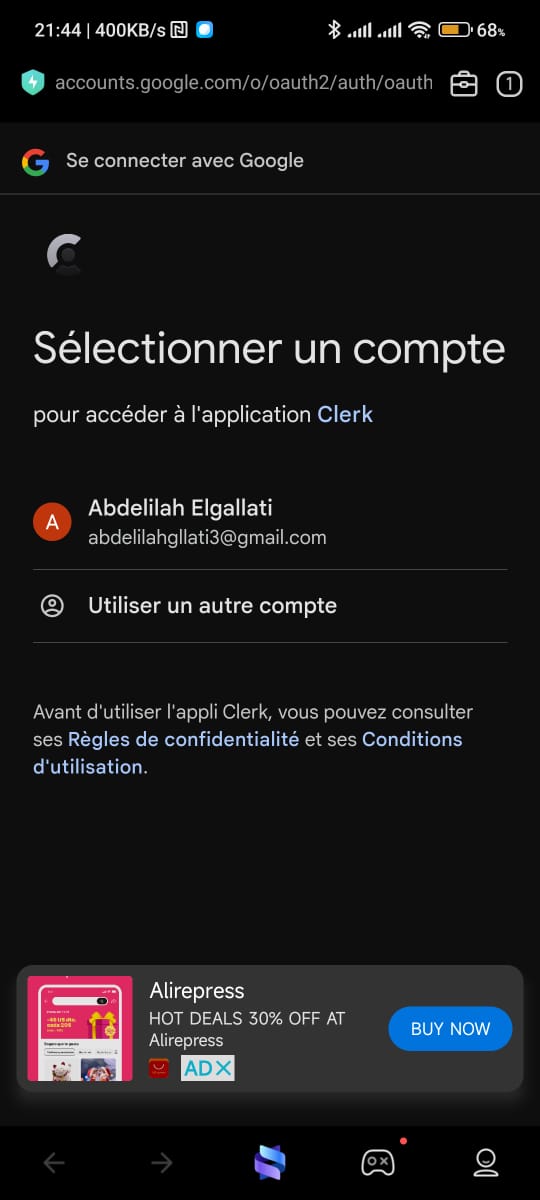 21:44 | 400KB/s
68%
accounts.google.com/o/oauth2/auth/oauth
1
Se connecter avec Google
Sélectionner un compte
pour accéder à l'application Clerk
A
Abdelilah Elgallati
abdelilahgllati3@gmail.com
Utiliser un autre compte
Avant d'utiliser l'appli Clerk, vous pouvez consulter
ses Règles de confidentialité et ses Conditions
d'utilisation.
Alirepress
HOT DEALS 30% OFF AT
Alirepress
ADX
BUY NOW